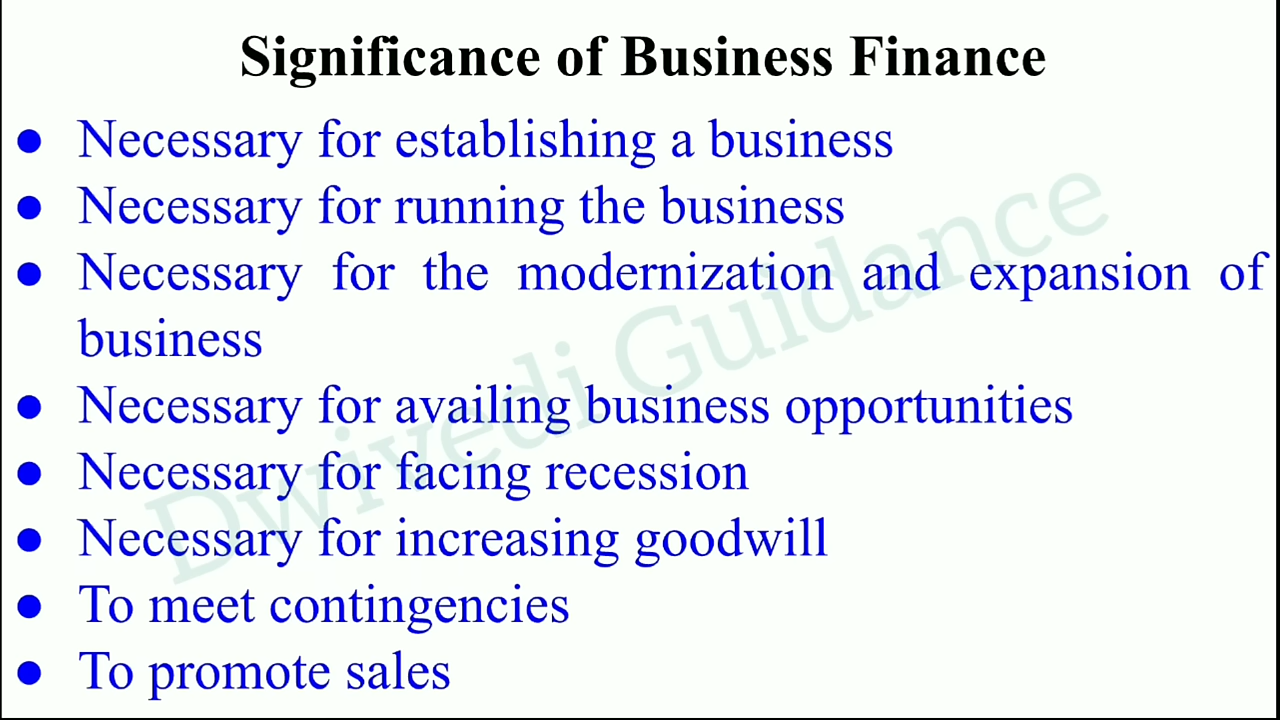 Significance of Business Finance
● Necessary for establishing a business
● Necessary for running the business
● Necessary for the modernization and expansion of
business
● Necessary for availing business opportunities
● Necessary for facing recession
● Necessary for increasing goodwill
● To meet contingencies
● To promote sales
Dwivedi Guidance